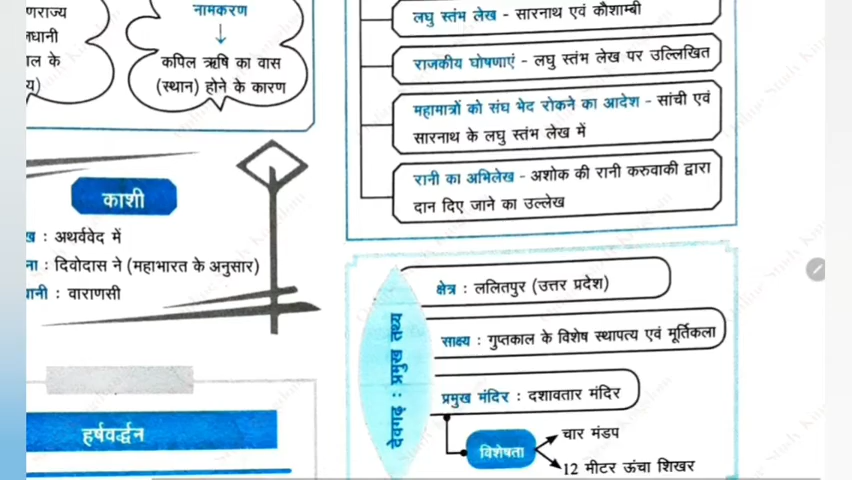 णराज्य
जधानी
ाल के
य)
नामकरण
कपिल ऋषि का वास
(स्थान) होने के कारण
लघु स्तंभ लेख - सारनाथ एवं कौशाम्बी
राजकीय घोषणाएं - लघु स्तंभ लेख पर उल्लिखित
महामात्रों को संघ भेद रोकने का आदेश - सांची एवं
सारनाथ के लघु स्तंभ लेख में
रानी का अभिलेख - अशोक की रानी करुवाकी द्वारा
दान दिए जाने का उल्लेख
काशी
ख : अथर्ववेद में
ना : दिवोदास ने (महाभारत के अनुसार)
धानी : वाराणसी
हर्षवर्द्धन
देवगढ़ : प्रमुख तथ्य
क्षेत्र : ललितपुर (उत्तर प्रदेश)
साक्ष्य : गुप्तकाल के विशेष स्थापत्य एवं मूर्तिकला
प्रमुख मंदिर : दशावतार मंदिर
विशेषता
चार मंडप
12 मीटर ऊंचा शिखर